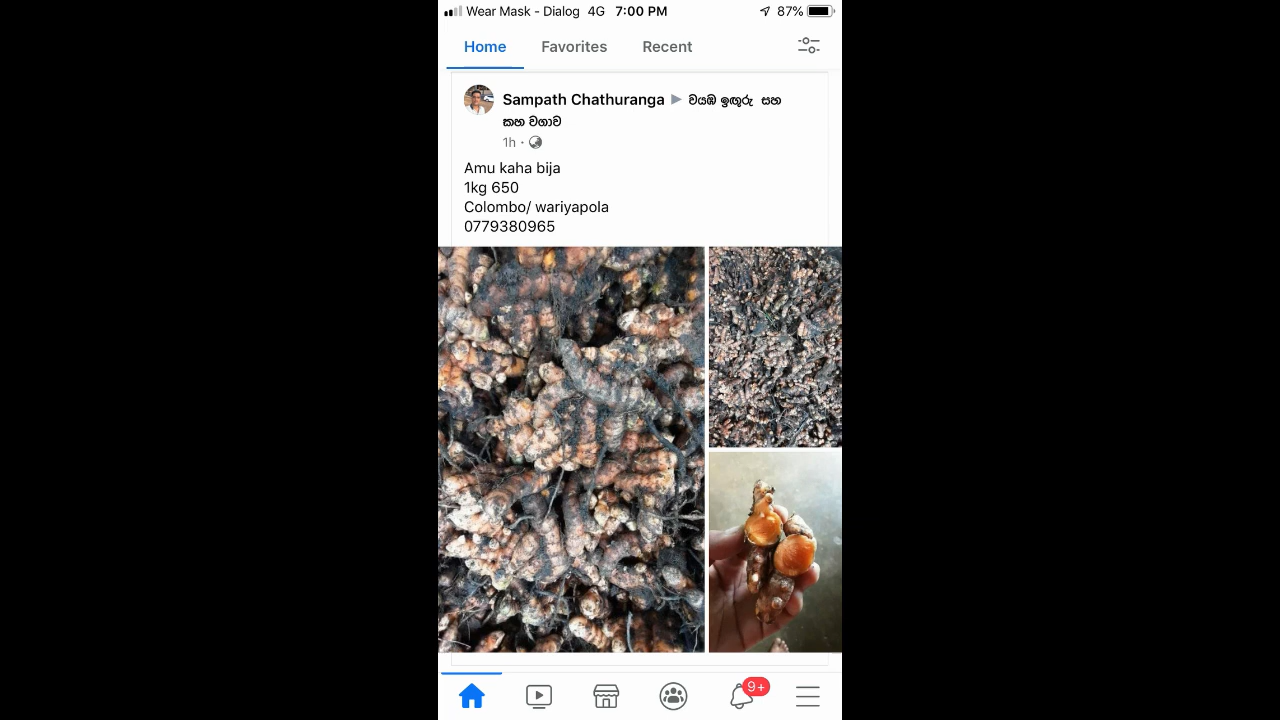 Wear Mask - Dialog 4G 7:00 PM 87%
Home Favorites Recent
Sampath Chathuranga ▶ වයඹ ඉඟුරු සහ
කහ වගාව
1h ·
Amu kaha bija
1kg 650
Colombo/ wariyapola
0779380965
9+